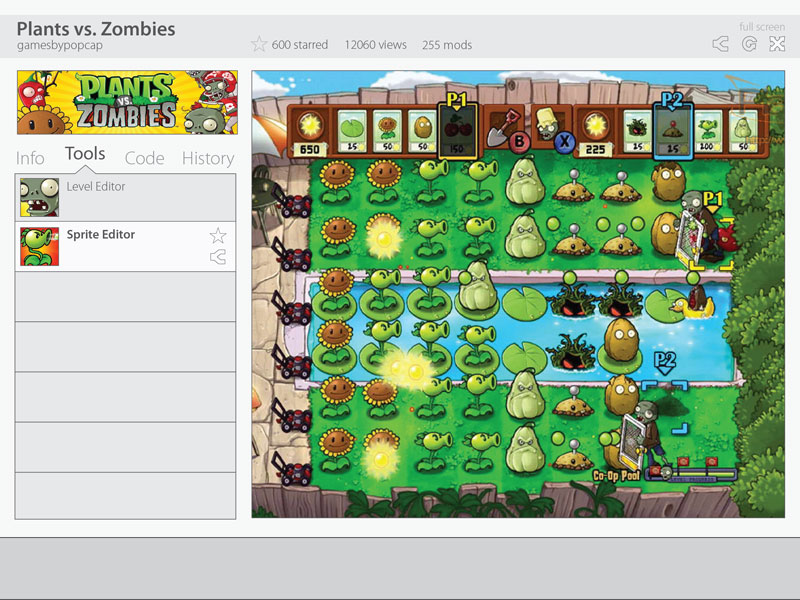 Plants vs. Zombies
gamesbypopcap
600 starred 12060 views 255 mods
full screen
PLANTS
VS.
ZOMBIES
Info Tools Code History
Level Editor
Sprite Editor
P1
P2
650 25 50 50 150 B X 225 25 25 100 50
P1
P2
Co-Op Pool